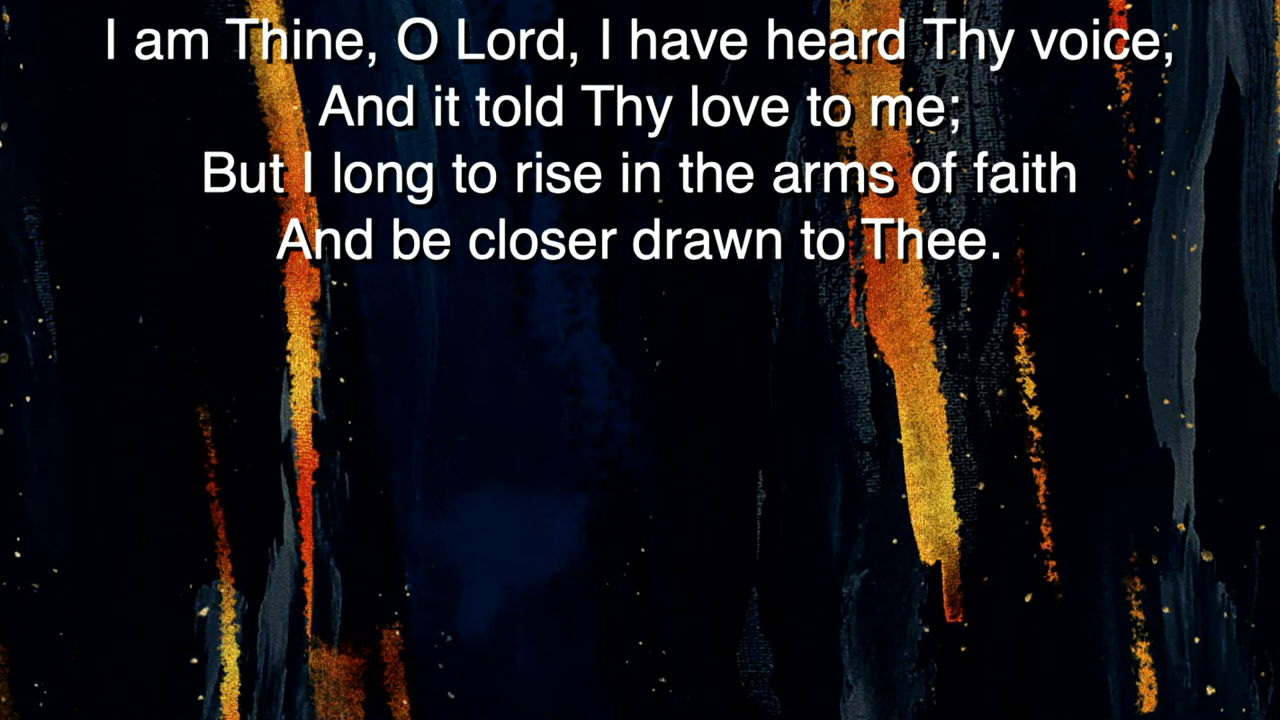 I am Thine, O Lord, I have heard Thy voice,
And it told Thy love to me;
But I long to rise in the arms of faith
And be closer drawn to Thee.